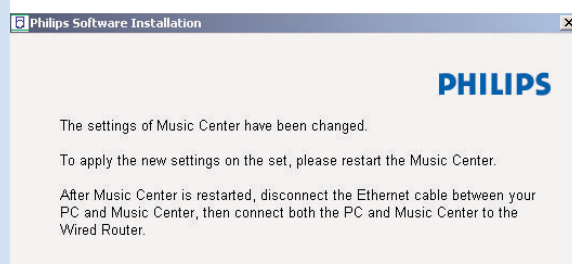 Philips Software Installation
PHILIPS
The settings of Music Center have been changed.
To apply the new settings on the set, please restart the Music Center.
After Music Center is restarted, disconnect the Ethernet cable between your
PC and Music Center, then connect both the PC and Music Center to the
Wired Router.